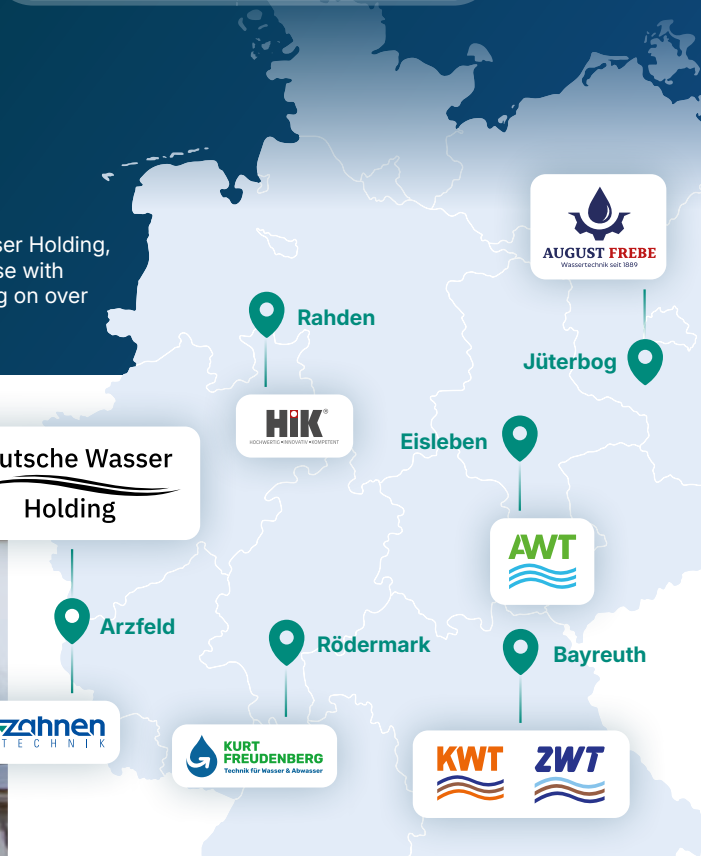 ser Holding,
se with
g on over
AUGUST FREBE
Wassertechnik seit 1889
Rahden
Jüterbog
HiK®
HOCHWERTIG • INNOVATIV • KOMPETENT
Eisleben
utsche Wasser
Holding
AWT
Arzfeld
Rödermark
Bayreuth
zahnen
TECHNIK
KURT
FREUDENBERG
Technik für Wasser & Abwasser
KWT ZWT